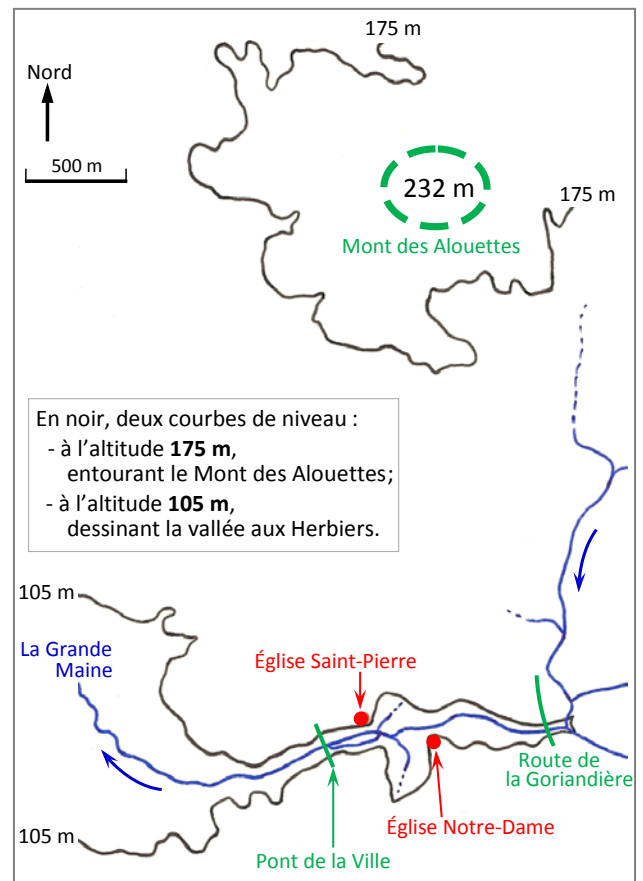 175 m
Nord
500 m
232 m
175 m
Mont des Alouettes
En noir, deux courbes de niveau :
- à l'altitude 175 m,
entourant le Mont des Alouettes;
- à l'altitude 105 m,
dessinant la vallée aux Herbiers.
105 m
La Grande
Maine
Église Saint-Pierre
Route de
la Goriandière
Église Notre-Dame
105 m
Pont de la Ville